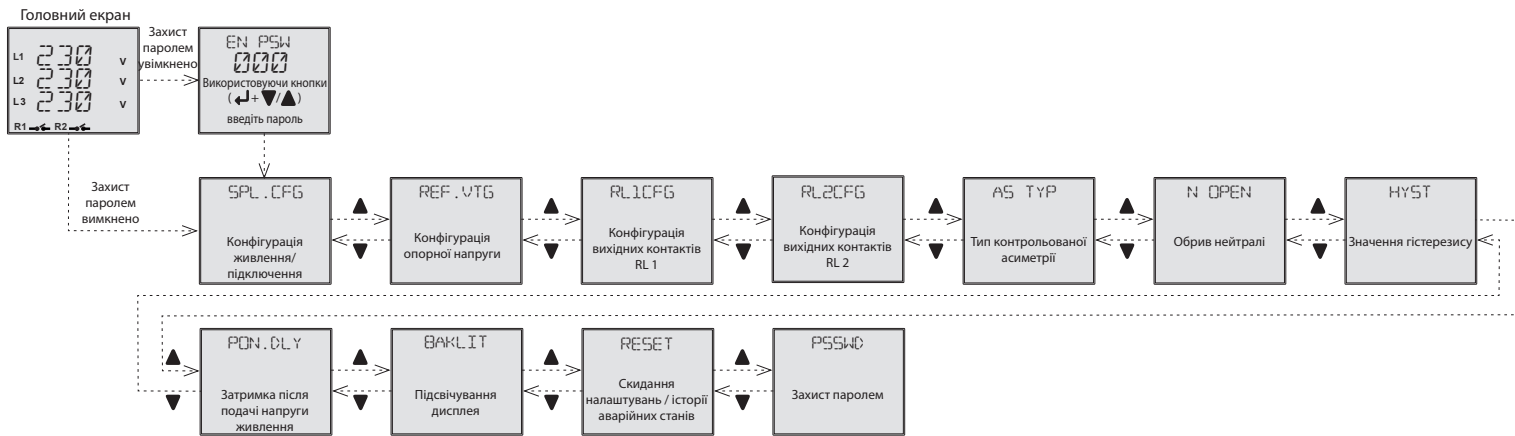 Головний екран
L1 230 V
L2 230 V
L3 230 V
R1 R2
Захист
паролем
увімкнено
EN PSW
000
Використовуючи кнопки
(↵+▼/▲)
введіть пароль
Захист
паролем
вимкнено
SPL.CFG
Конфігурація
живлення/
підключення
REF.VTG
Конфігурація
опорної напруги
RL1CFG
Конфігурація
вихідних контактів
RL 1
RL2CFG
Конфігурація
вихідних контактів
RL 2
AS TYP
Тип контрольованої
асиметрії
N OPEN
Обрив нейтралі
HYST
Значення гістерезису
PON.DLY
Затримка після
подачі напруги
живлення
BAKLIT
Підсвічування
дисплея
RESET
Скидання
налаштувань / історії
аварійних станів
PSSWD
Захист паролем